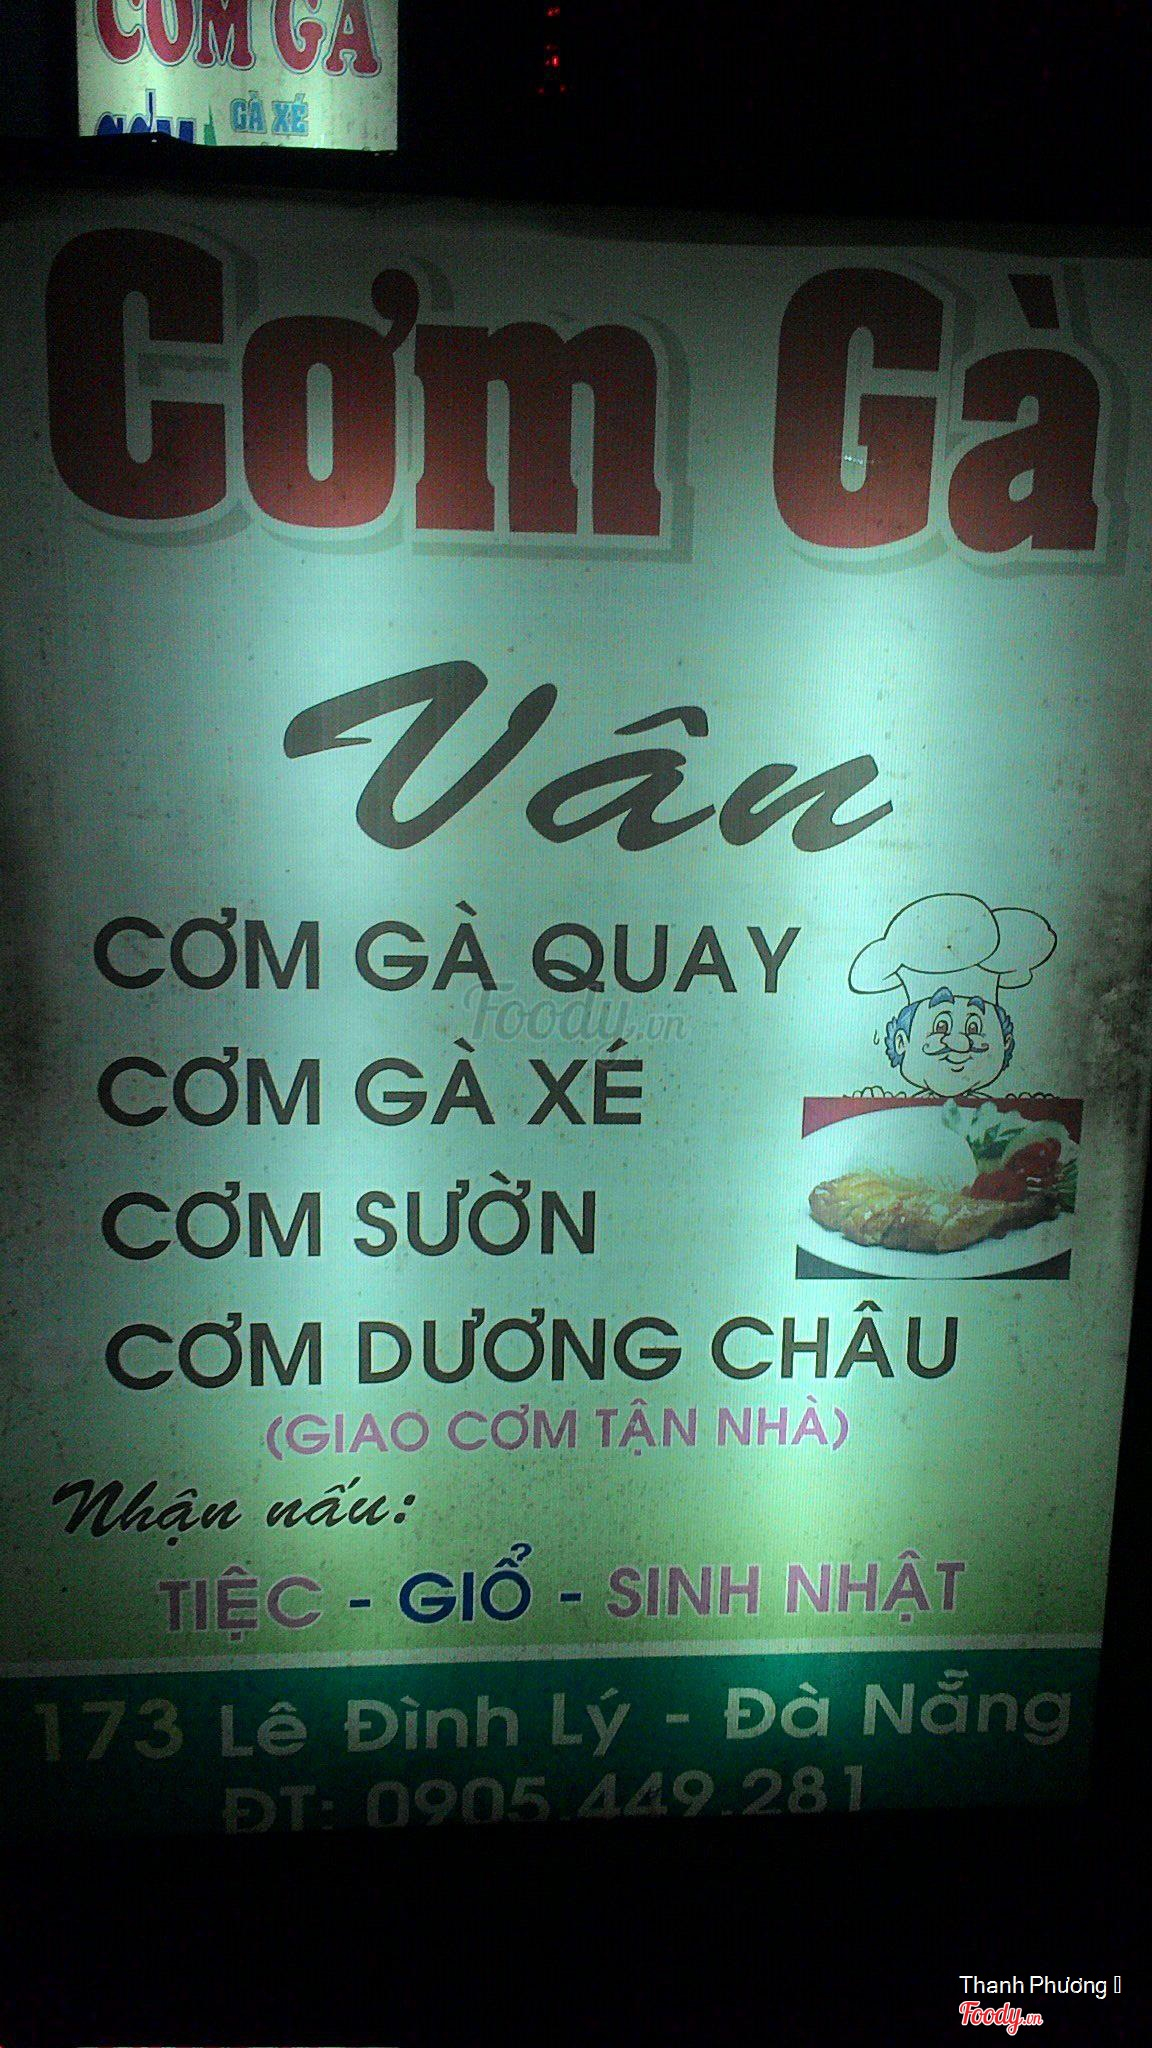 CƠM GÀ
GÀ XÉ
CƠM
Cơm Gà
Vân
CƠM GÀ QUAY
Foody.vn
CƠM GÀ XÉ
CƠM SƯỜN
CƠM DƯƠNG CHÂU
(GIAO CƠM TẬN NHÀ)
Nhận nấu:
TIỆC - GIỔ - SINH NHẬT
173 Lê Đình Lý - Đà Nẵng
ĐT: 0905.449.281
Thanh Phương
Foody.vn